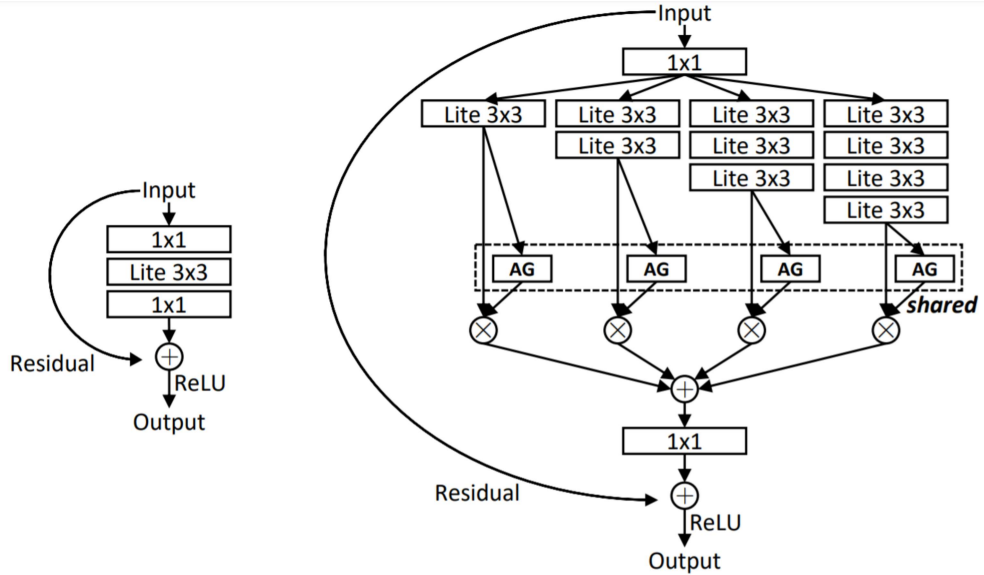 Input
1x1
Lite 3x3
1x1
Residual
ReLU
Output
Input
1x1
Lite 3x3 Lite 3x3 Lite 3x3 Lite 3x3
Lite 3x3 Lite 3x3 Lite 3x3
Lite 3x3 Lite 3x3
Lite 3x3
AG AG AG AG
shared
1x1
Residual
ReLU
Output